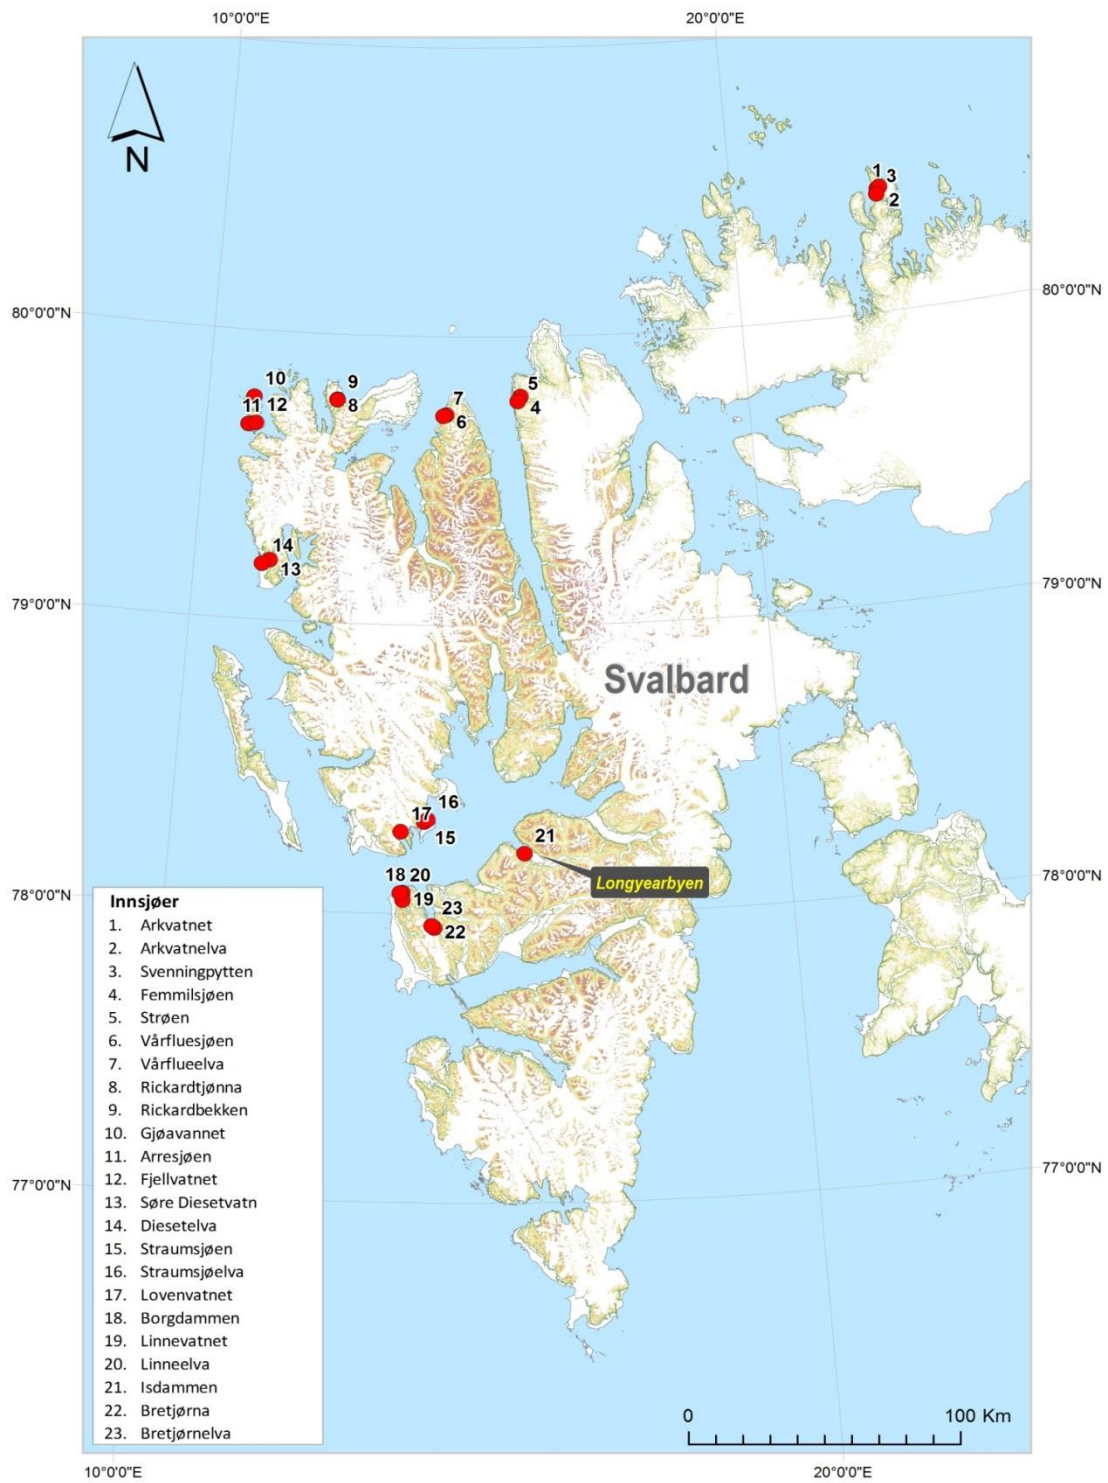 10°0'0"E 20°0'0"E
N
1 3
2
80°0'0"N 80°0'0"N
10 9 5
11 12 8 7 4
6
14
13
79°0'0"N 79°0'0"N
Svalbard
16
17
15 21
18 20 Longyearbyen
19 23
22
78°0'0"N 78°0'0"N
77°0'0"N 77°0'0"N
Innsjøer
1. Arkvatnet
2. Arkvatnelva
3. Svenningpytten
4. Femmilsjøen
5. Strøen
6. Vårfluesjøen
7. Vårflueelva
8. Rickardtjønna
9. Rickardbekken
10. Gjøavannet
11. Arresjøen
12. Fjellvatnet
13. Søre Diesetvatn
14. Diesetelva
15. Straumsjøen
16. Straumsjøelva
17. Lovenvatnet
18. Borgdammen
19. Linnevatnet
20. Linneelva
21. Isdammen
22. Bretjørna
23. Bretjørnelva
0 100 Km
10°0'0"E 20°0'0"E